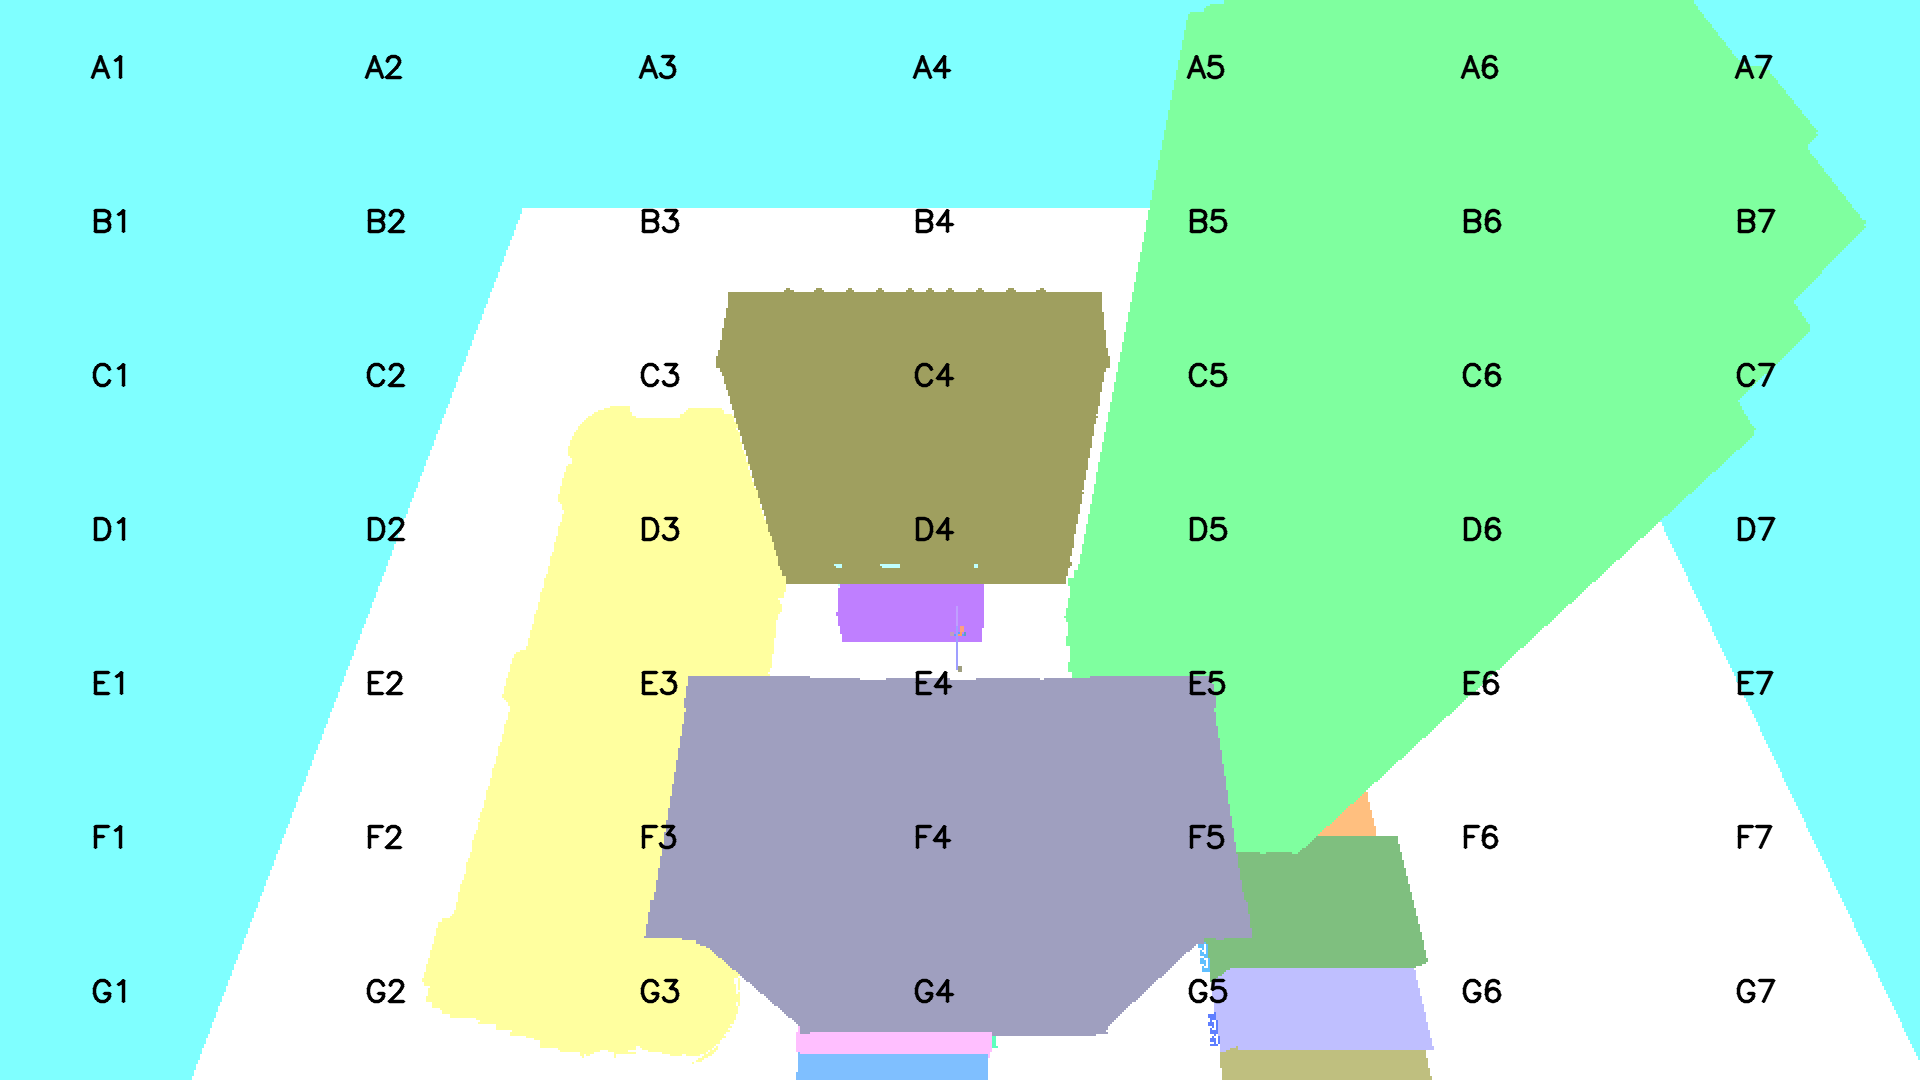 A1 A2 A3 A4 A5 A6 A7
B1 B2 B3 B4 B5 B6 B7
C1 C2 C3 C4 C5 C6 C7
D1 D2 D3 D4 D5 D6 D7
E1 E2 E3 E4 E5 E6 E7
F1 F2 F3 F4 F5 F6 F7
G1 G2 G3 G4 G5 G6 G7